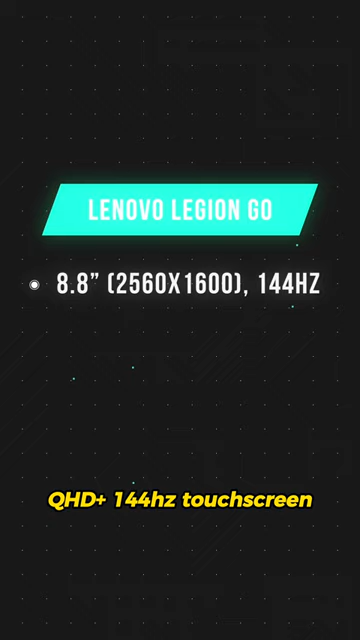 LENOVO LEGION GO
8.8” (2560X1600), 144HZ
QHD+ 144hz touchscreen